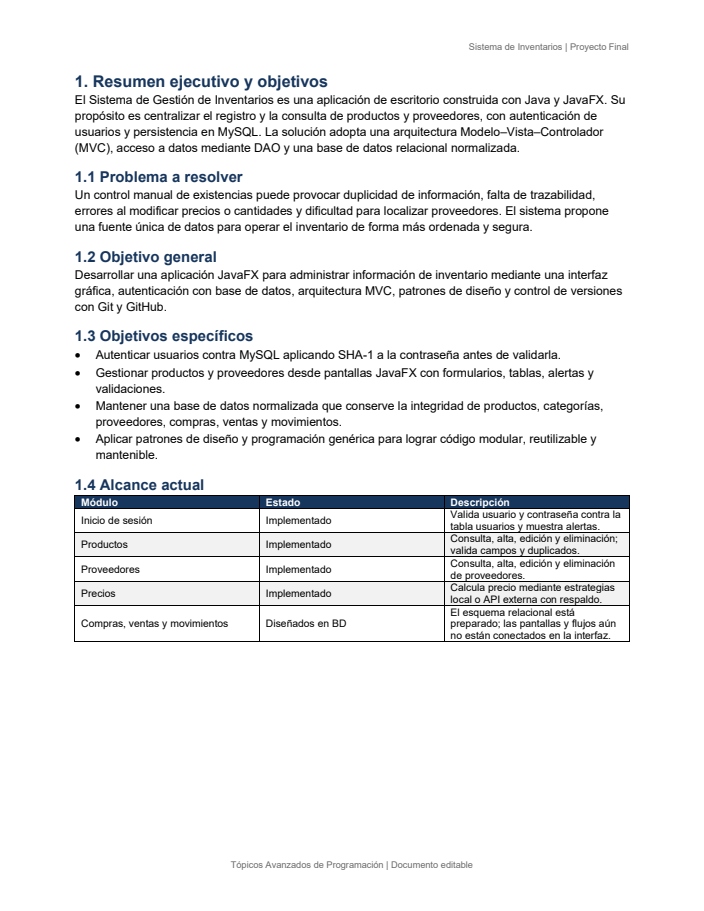 Sistema de Inventarios | Proyecto Final
1. Resumen ejecutivo y objetivos
El Sistema de Gestión de Inventarios es una aplicación de escritorio construida con Java y JavaFX. Su
propósito es centralizar el registro y la consulta de productos y proveedores, con autenticación de
usuarios y persistencia en MySQL. La solución adopta una arquitectura Modelo–Vista–Controlador
(MVC), acceso a datos mediante DAO y una base de datos relacional normalizada.
1.1 Problema a resolver
Un control manual de existencias puede provocar duplicidad de información, falta de trazabilidad,
errores al modificar precios o cantidades y dificultad para localizar proveedores. El sistema propone
una fuente única de datos para operar el inventario de forma más ordenada y segura.
1.2 Objetivo general
Desarrollar una aplicación JavaFX para administrar información de inventario mediante una interfaz
gráfica, autenticación con base de datos, arquitectura MVC, patrones de diseño y control de versiones
con Git y GitHub.
1.3 Objetivos específicos
• Autenticar usuarios contra MySQL aplicando SHA-1 a la contraseña antes de validarla.
• Gestionar productos y proveedores desde pantallas JavaFX con formularios, tablas, alertas y
validaciones.
• Mantener una base de datos normalizada que conserve la integridad de productos, categorías,
proveedores, compras, ventas y movimientos.
• Aplicar patrones de diseño y programación genérica para lograr código modular, reutilizable y
mantenible.
1.4 Alcance actual
Módulo Estado Descripción
Inicio de sesión Implementado Valida usuario y contraseña contra la
tabla usuarios y muestra alertas.
Productos Implementado Consulta, alta, edición y eliminación;
valida campos y duplicados.
Proveedores Implementado Consulta, alta, edición y eliminación
de proveedores.
Precios Implementado Calcula precio mediante estrategias
local o API externa con respaldo.
Compras, ventas y movimientos Diseñados en BD El esquema relacional está
preparado; las pantallas y flujos aún
no están conectados en la interfaz.
Tópicos Avanzados de Programación | Documento editable